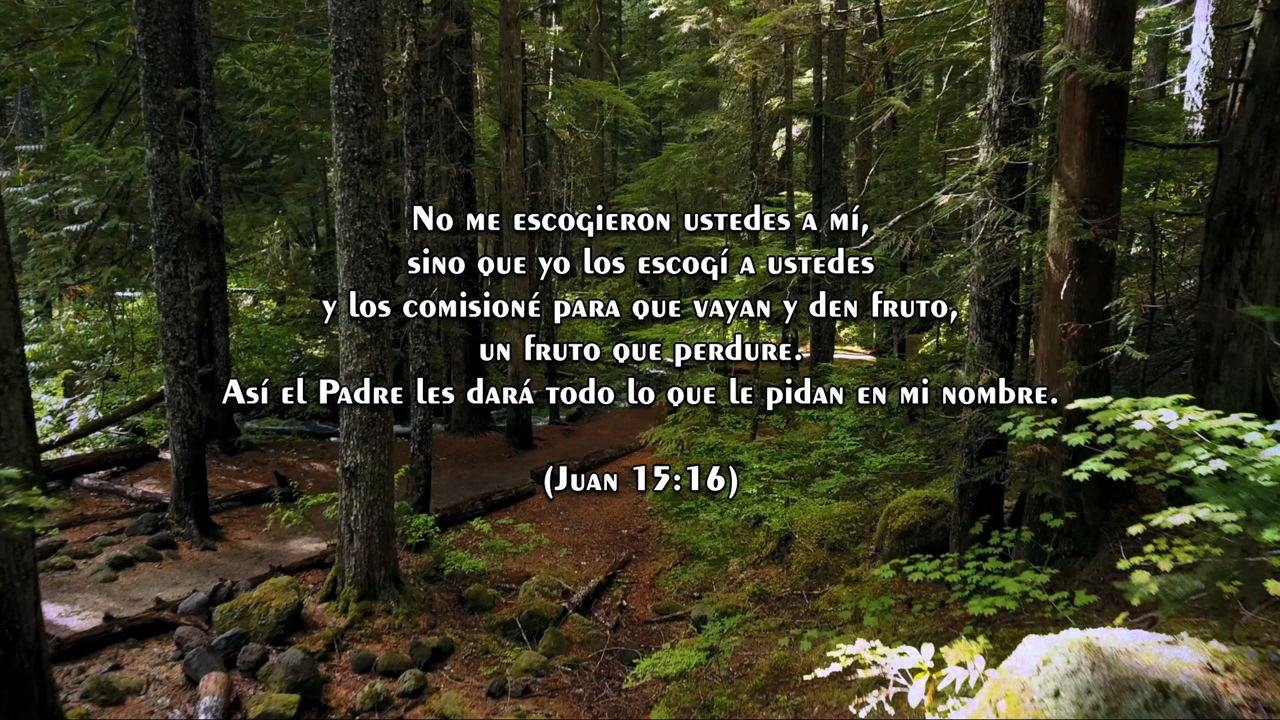 No me escogieron ustedes a mí,
sino que yo los escogí a ustedes
y los comisioné para que vayan y den fruto,
un fruto que perdure.
Así el Padre les dará todo lo que le pidan en mi nombre.
(Juan 15:16)